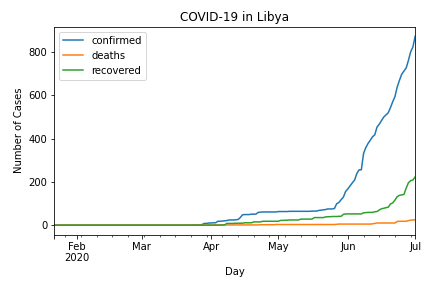 COVID-19 in Libya
confirmed
deaths
recovered
Number of Cases
800
600
400
200
0
Feb Mar Apr May Jun Jul
2020
Day